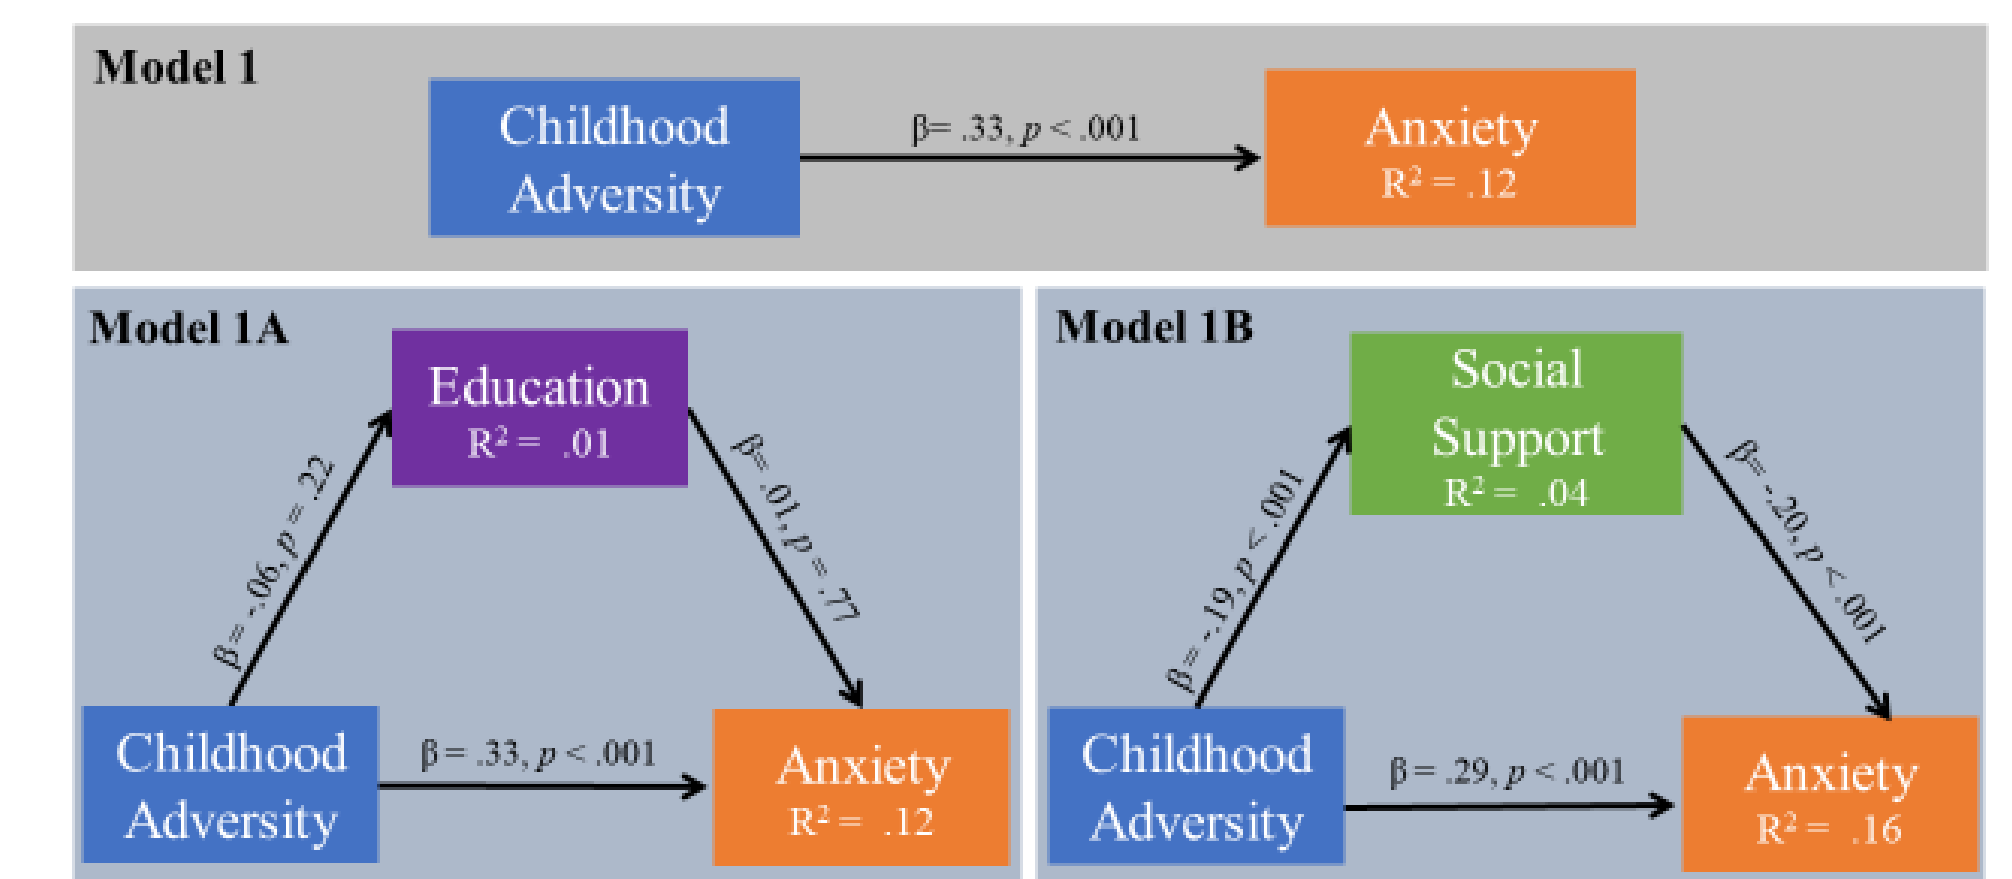 Model 1
Childhood
Adversity
β= .33, p < .001
Anxiety
R² = .12
Model 1A
Education
R² = .01
β = -.06, p = .22
β= .01, p = .77
Childhood
Adversity
β = .33, p < .001
Anxiety
R² = .12
Model 1B
Social
Support
R² = .04
β= -.19, p < .001
β= -.20, p < .001
Childhood
Adversity
β = .29, p < .001
Anxiety
R² = .16